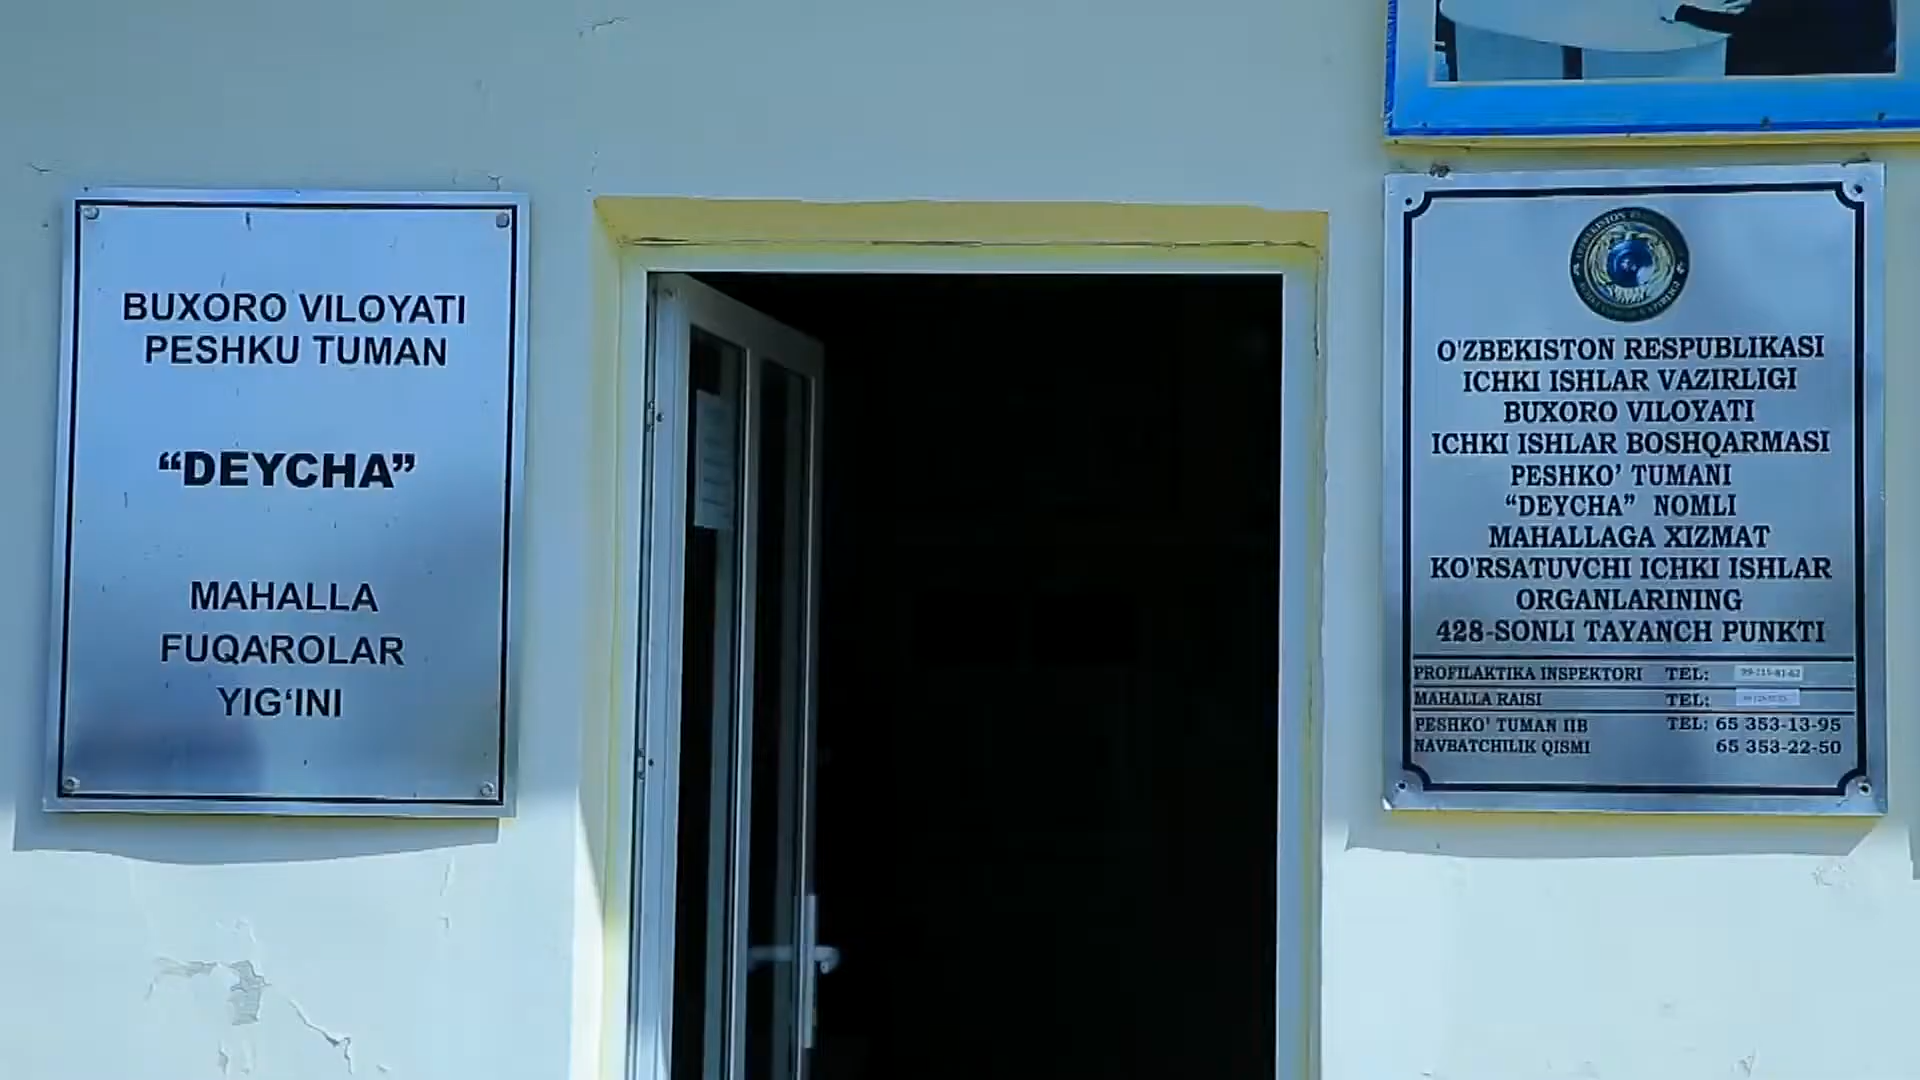 BUXORO VILOYATI
PESHKU TUMAN
“DEYCHA”
MAHALLA
FUQAROLAR
YIG‘INI
O'ZBEKISTON RESPUBLIKASI
ICHKI ISHLAR VAZIRLIGI
BUXORO VILOYATI
ICHKI ISHLAR BOSHQARMASI
PESHKO’ TUMANI
“DEYCHA” NOMLI
MAHALLAGA XIZMAT
KO'RSATUVCHI ICHKI ISHLAR
ORGANLARINING
428-SONLI TAYANCH PUNKTI
PROFILAKTIKA INSPEKTORI TEL:
MAHALLA RAISI TEL:
PESHKO' TUMAN IIB TEL: 65 353-13-95
NAVBATCHILIK QISMI 65 353-22-50